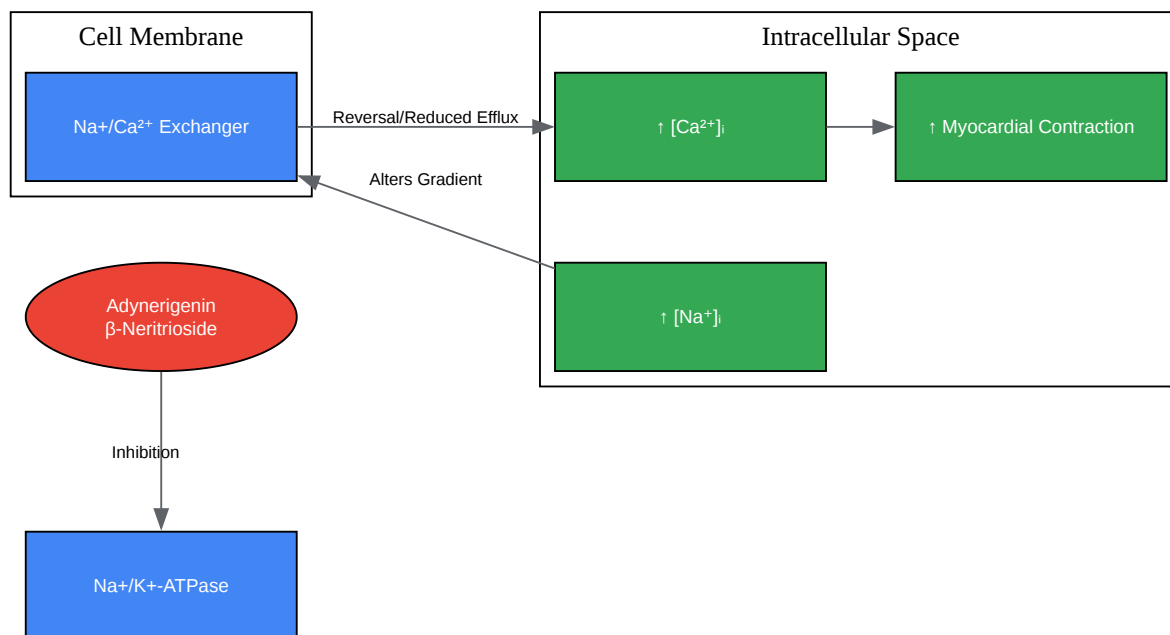 Cell Membrane
Intracellular Space
Na+/Ca²⁺ Exchanger
Reversal/Reduced Efflux
↑ [Ca²⁺]ᵢ
↑ Myocardial Contraction
Alters Gradient
Adynerigenin
β-Neritrioside
↑ [Na⁺]ᵢ
Inhibition
Na+/K+-ATPase